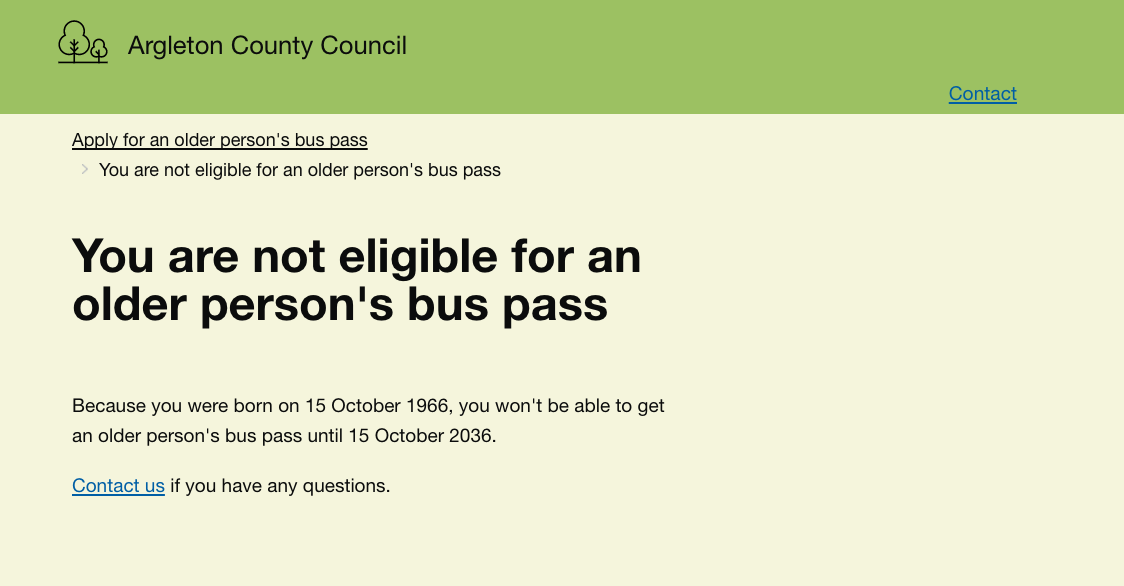 Argleton County Council
Contact
Apply for an older person's bus pass
You are not eligible for an older person's bus pass
You are not eligible for an
older person's bus pass
Because you were born on 15 October 1966, you won't be able to get
an older person's bus pass until 15 October 2036.
Contact us if you have any questions.